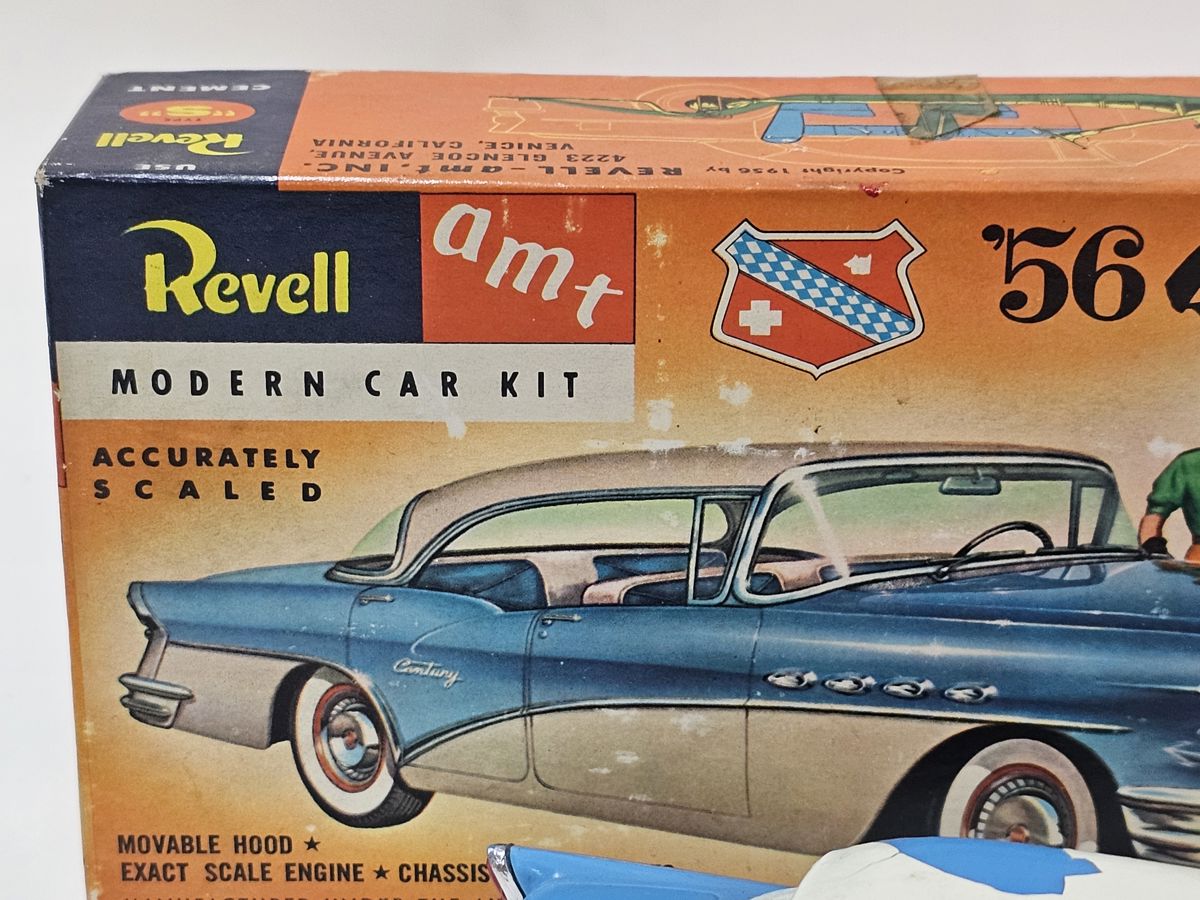 USE
Revell
TYPE "S"
CEMENT
Copyright 1956 by REVELL-amt, INC.
4223 GLENCOE AVENUE,
VENICE, CALIFORNIA
Revell
amt
'56
MODERN CAR KIT
ACCURATELY
SCALED
Century
MOVABLE HOOD ★
EXACT SCALE ENGINE ★ CHASSIS